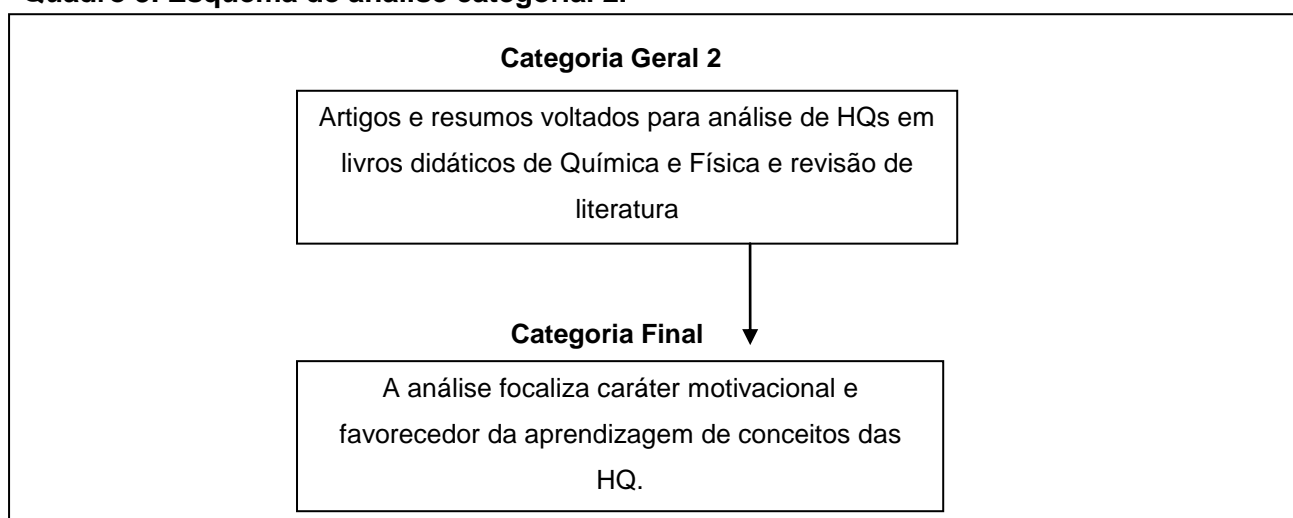 Categoria Geral 2
Artigos e resumos voltados para análise de HQs em
livros didáticos de Química e Física e revisão de
literatura
Categoria Final
A análise focaliza caráter motivacional e
favorecedor da aprendizagem de conceitos das
HQ.